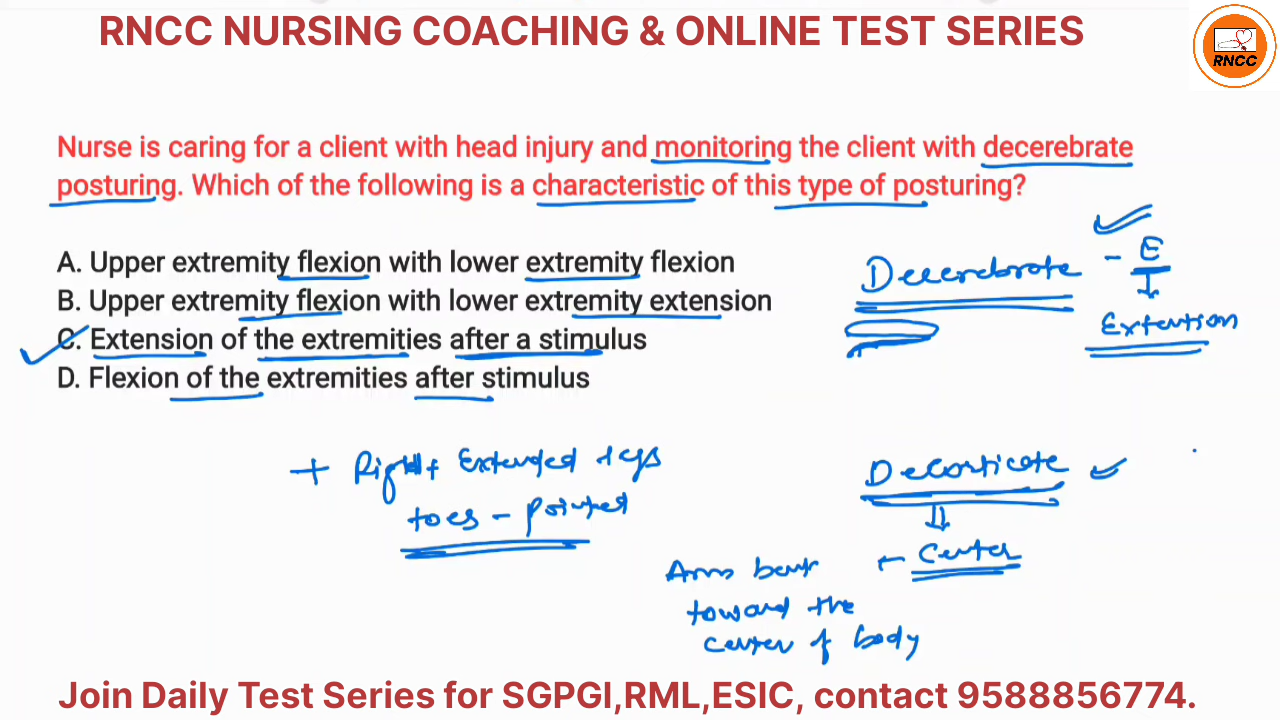 RNCC NURSING COACHING & ONLINE TEST SERIES
RNCC
Nurse is caring for a client with head injury and monitoring the client with decerebrate
posturing. Which of the following is a characteristic of this type of posturing?
A. Upper extremity flexion with lower extremity flexion
B. Upper extremity flexion with lower extremity extension
C. Extension of the extremities after a stimulus
D. Flexion of the extremities after stimulus
Decerebrate - E
Extention
+ Right Extended legs
toes - pointed
Decorticate
Center
Arms bent
toward the
center of body
Join Daily Test Series for SGPGI,RML,ESIC, contact 9588856774.